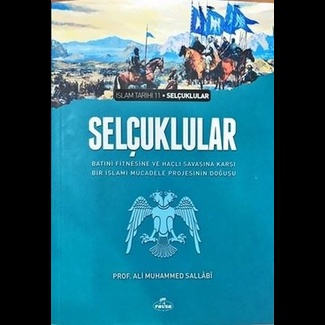 İSLAM TARİHİ 11 • SELÇUKLULAR
SELÇUKLULAR
BATINİ FİTNESİNE VE HAÇLI SAVAŞINA KARŞI
BİR İSLAMİ MÜCADELE PROJESİNİN DOĞUŞU
PROF. ALİ MUHAMMED SALLÂBİ
RAVZA